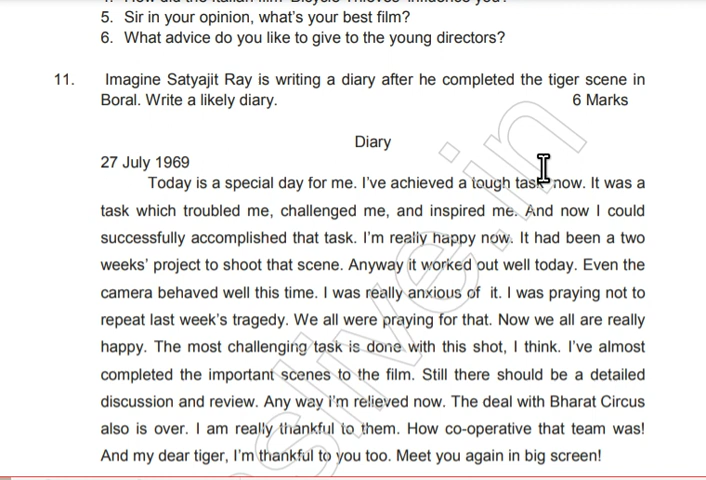 5. Sir in your opinion, what's your best film?
6. What advice do you like to give to the young directors?
11. Imagine Satyajit Ray is writing a diary after he completed the tiger scene in
Boral. Write a likely diary. 6 Marks
Diary
27 July 1969
Today is a special day for me. I've achieved a tough task now. It was a
task which troubled me, challenged me, and inspired me. And now I could
successfully accomplished that task. I'm really happy now. It had been a two
weeks' project to shoot that scene. Anyway it worked out well today. Even the
camera behaved well this time. I was really anxious of it. I was praying not to
repeat last week's tragedy. We all were praying for that. Now we all are really
happy. The most challenging task is done with this shot, I think. I've almost
completed the important scenes to the film. Still there should be a detailed
discussion and review. Any way I'm relieved now. The deal with Bharat Circus
also is over. I am really thankful to them. How co-operative that team was!
And my dear tiger, I'm thankful to you too. Meet you again in big screen!